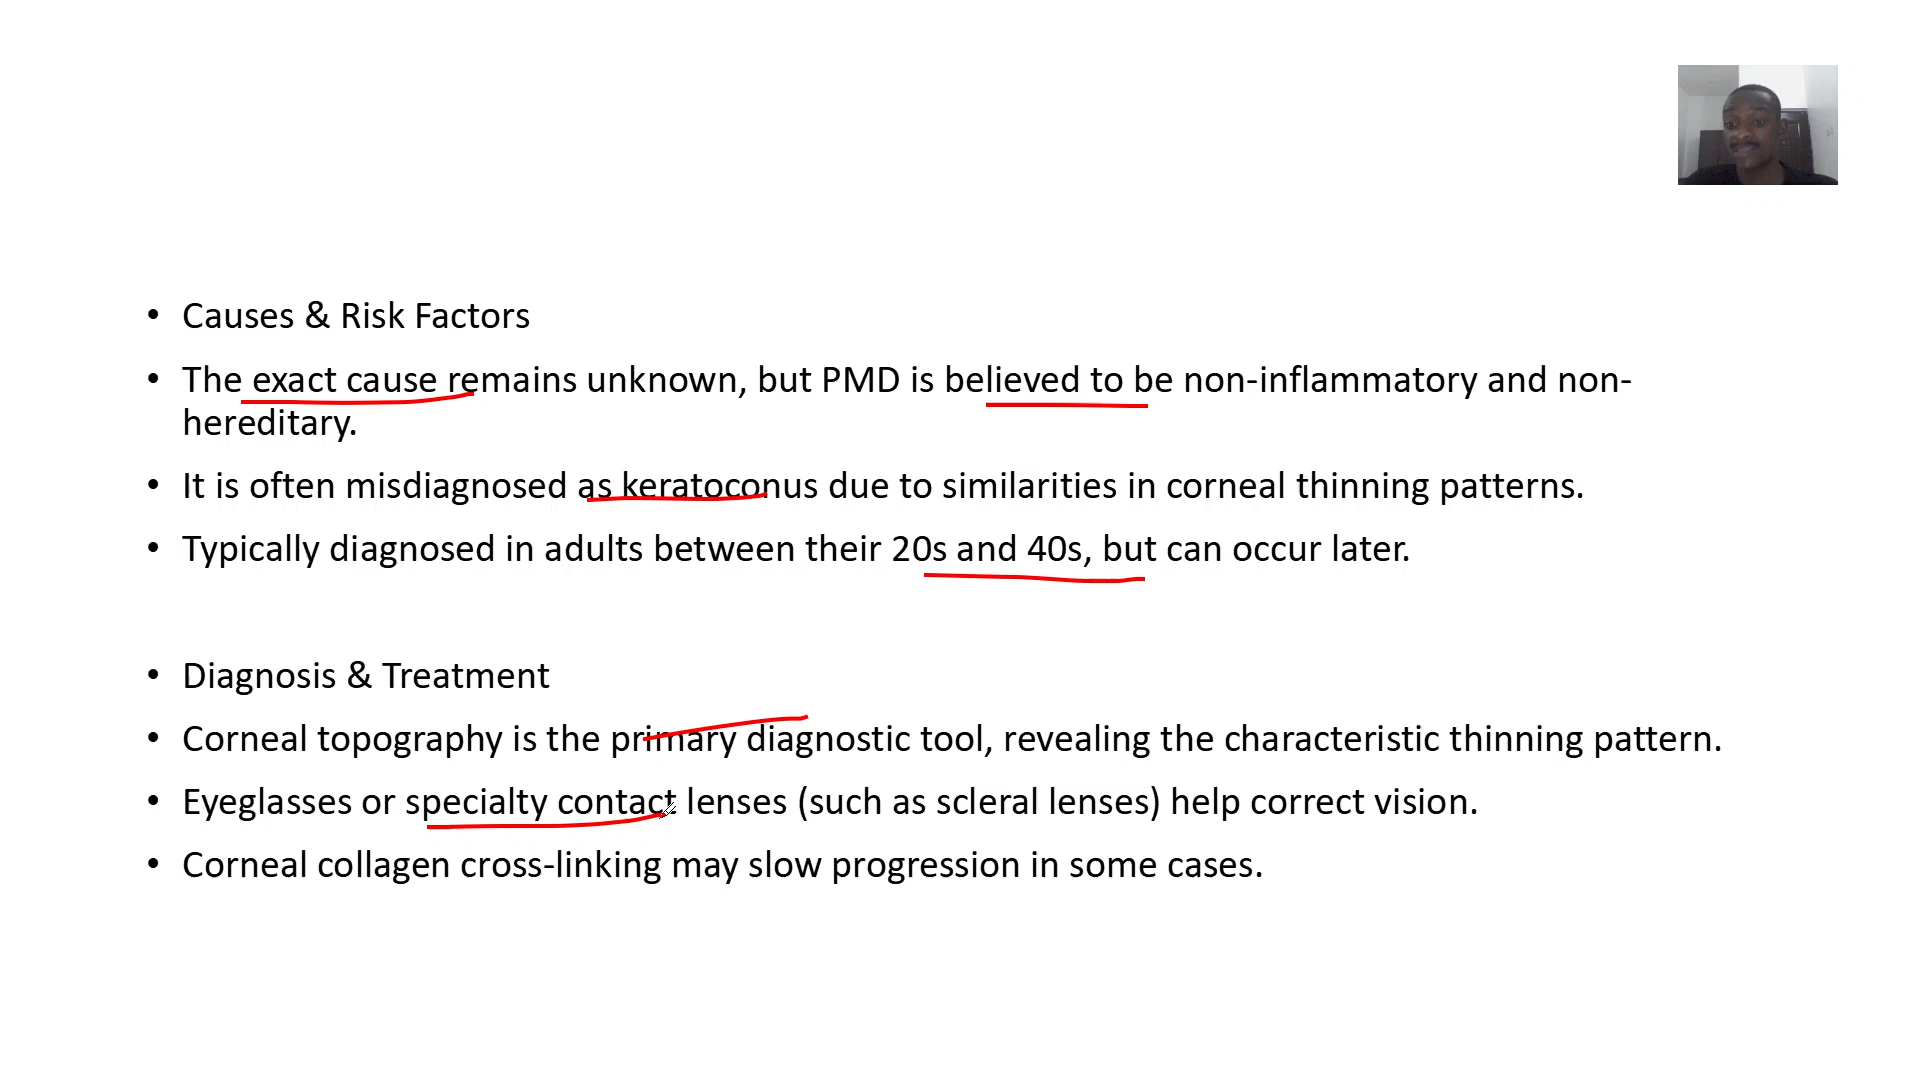 • Causes & Risk Factors
• The exact cause remains unknown, but PMD is believed to be non-inflammatory and non-
hereditary.
• It is often misdiagnosed as keratoconus due to similarities in corneal thinning patterns.
• Typically diagnosed in adults between their 20s and 40s, but can occur later.
• Diagnosis & Treatment
• Corneal topography is the primary diagnostic tool, revealing the characteristic thinning pattern.
• Eyeglasses or specialty contact lenses (such as scleral lenses) help correct vision.
• Corneal collagen cross-linking may slow progression in some cases.